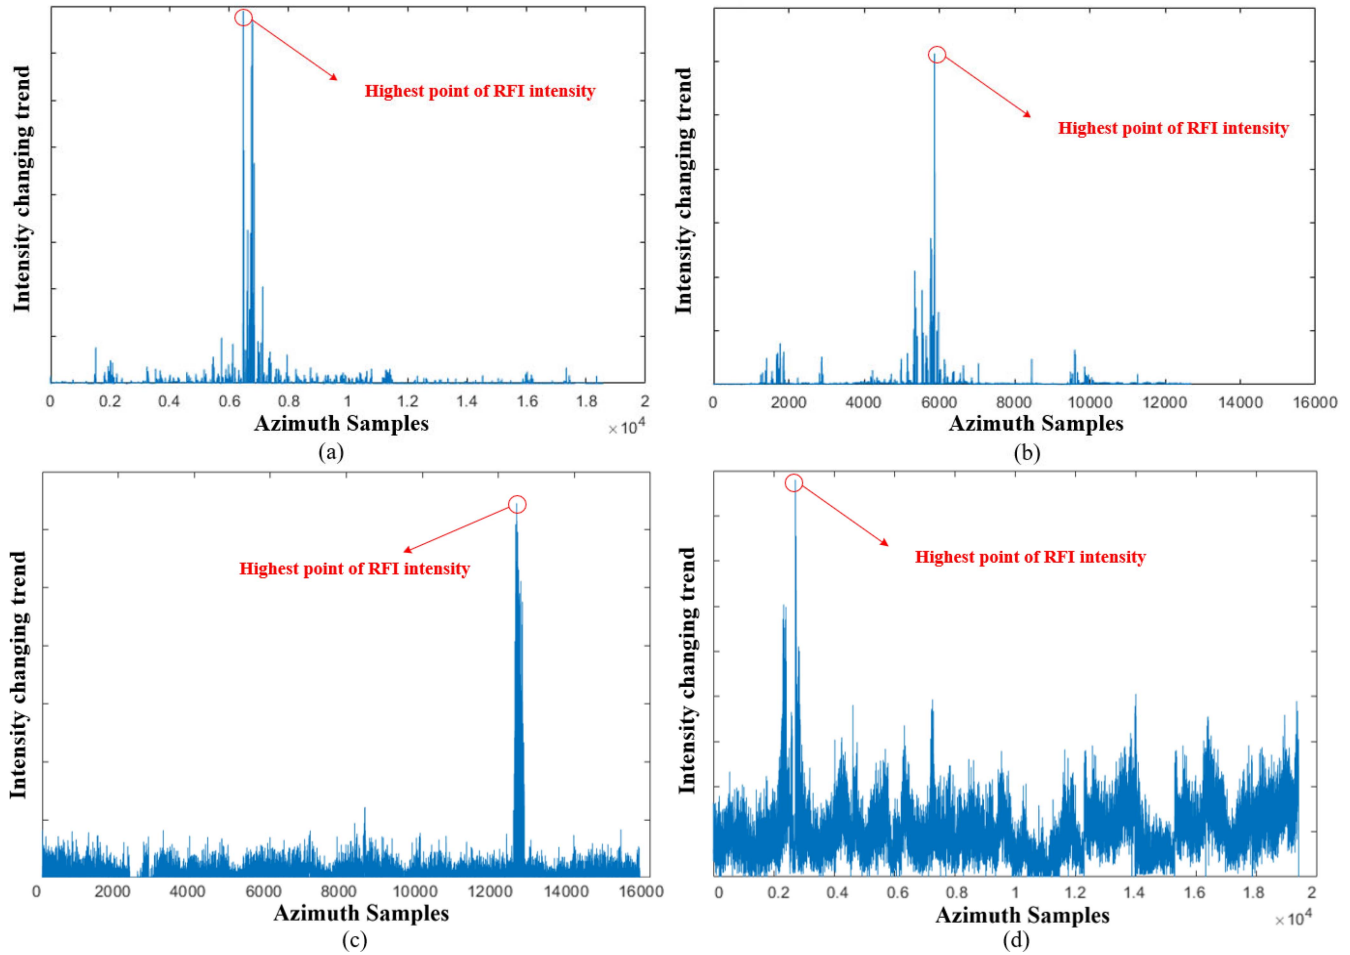 Intensity changing trend
Highest point of RFI intensity
0 0.2 0.4 0.6 0.8 1 1.2 1.4 1.6 1.8 2
Azimuth Samples
×10⁴
(a)
Intensity changing trend
Highest point of RFI intensity
0 2000 4000 6000 8000 10000 12000 14000 16000
Azimuth Samples
(b)
Intensity changing trend
Highest point of RFI intensity
0 2000 4000 6000 8000 10000 12000 14000 16000
Azimuth Samples
(c)
Intensity changing trend
Highest point of RFI intensity
0 0.2 0.4 0.6 0.8 1 1.2 1.4 1.6 1.8 2
Azimuth Samples
×10⁴
(d)